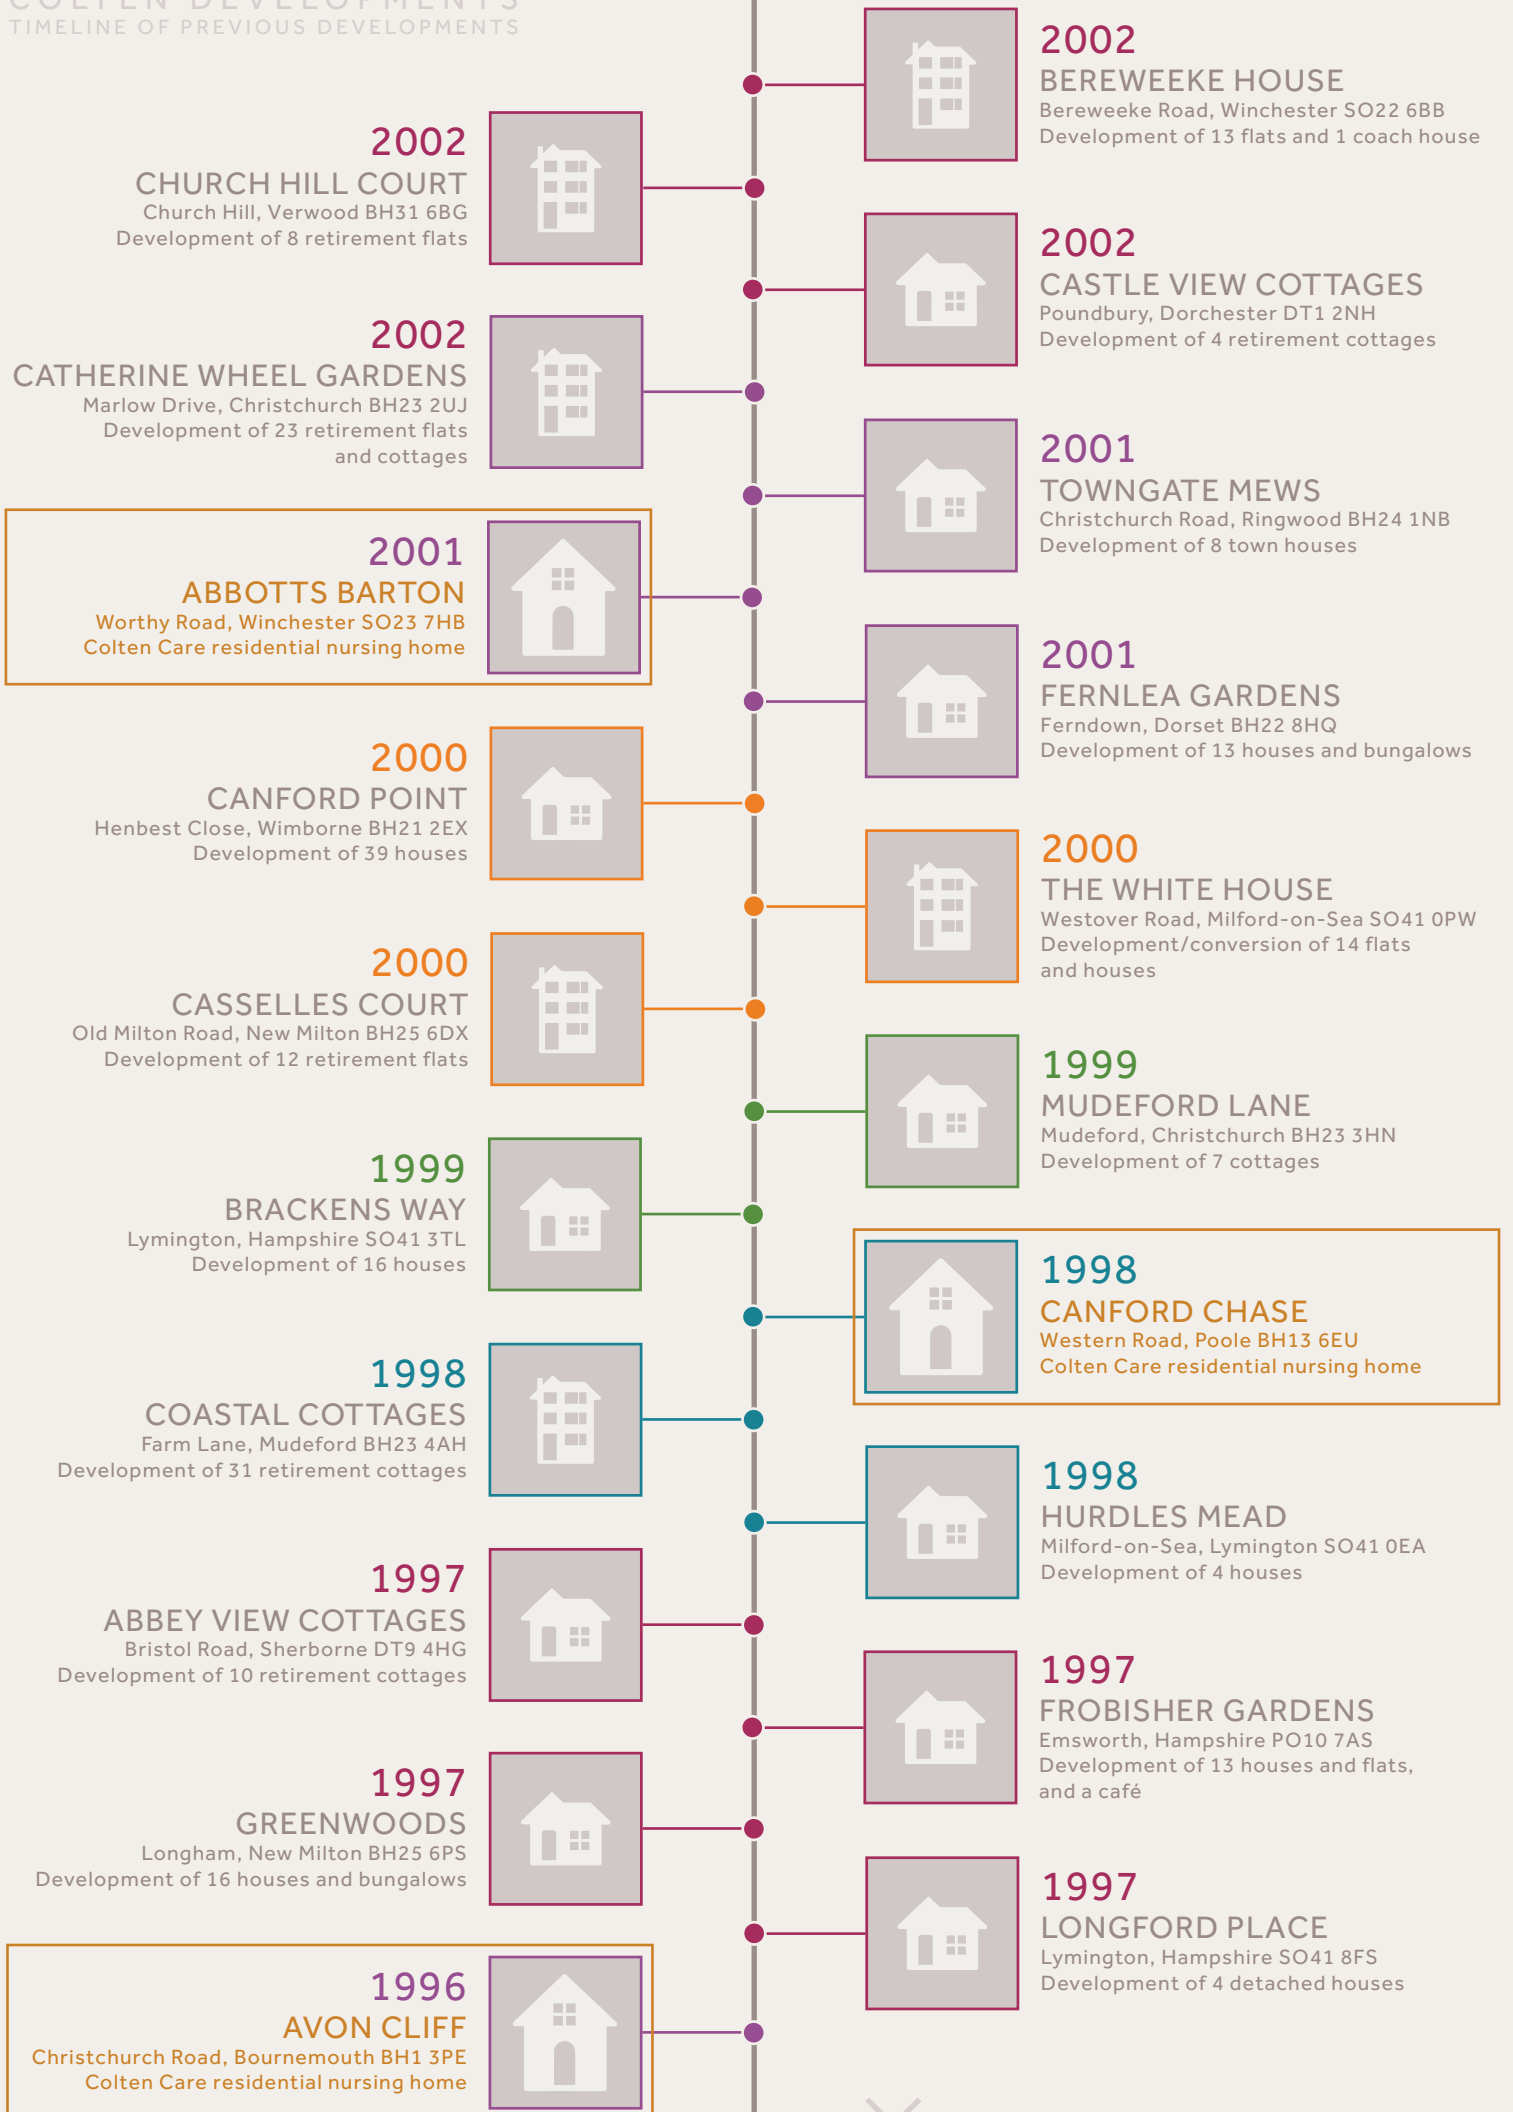 COLTEN DEVELOPMENTS
TIMELINE OF PREVIOUS DEVELOPMENTS
2002
BEREWEEKE HOUSE
Bereweeke Road, Winchester SO22 6BB
Development of 13 flats and 1 coach house
2002
CHURCH HILL COURT
Church Hill, Verwood BH31 6BG
Development of 8 retirement flats
2002
CASTLE VIEW COTTAGES
Poundbury, Dorchester DT1 2NH
Development of 4 retirement cottages
2002
CATHERINE WHEEL GARDENS
Marlow Drive, Christchurch BH23 2UJ
Development of 23 retirement flats
and cottages
2001
TOWNGATE MEWS
Christchurch Road, Ringwood BH24 1NB
Development of 8 town houses
2001
ABBOTTS BARTON
Worthy Road, Winchester SO23 7HB
Colten Care residential nursing home
2001
FERNLEA GARDENS
Ferndown, Dorset BH22 8HQ
Development of 13 houses and bungalows
2000
CANFORD POINT
Henbest Close, Wimborne BH21 2EX
Development of 39 houses
2000
THE WHITE HOUSE
Westover Road, Milford-on-Sea SO41 0PW
Development/conversion of 14 flats
and houses
2000
CASSELLES COURT
Old Milton Road, New Milton BH25 6DX
Development of 12 retirement flats
1999
MUDEFORD LANE
Mudeford, Christchurch BH23 3HN
Development of 7 cottages
1999
BRACKENS WAY
Lymington, Hampshire SO41 3TL
Development of 16 houses
1998
CANFORD CHASE
Western Road, Poole BH13 6EU
Colten Care residential nursing home
1998
COASTAL COTTAGES
Farm Lane, Mudeford BH23 4AH
Development of 31 retirement cottages
1998
HURDLES MEAD
Milford-on-Sea, Lymington SO41 0EA
Development of 4 houses
1997
ABBEY VIEW COTTAGES
Bristol Road, Sherborne DT9 4HG
Development of 10 retirement cottages
1997
FROBISHER GARDENS
Emsworth, Hampshire PO10 7AS
Development of 13 houses and flats,
and a café
1997
GREENWOODS
Longham, New Milton BH25 6PS
Development of 16 houses and bungalows
1997
LONGFORD PLACE
Lymington, Hampshire SO41 8FS
Development of 4 detached houses
1996
AVON CLIFF
Christchurch Road, Bournemouth BH1 3PE
Colten Care residential nursing home